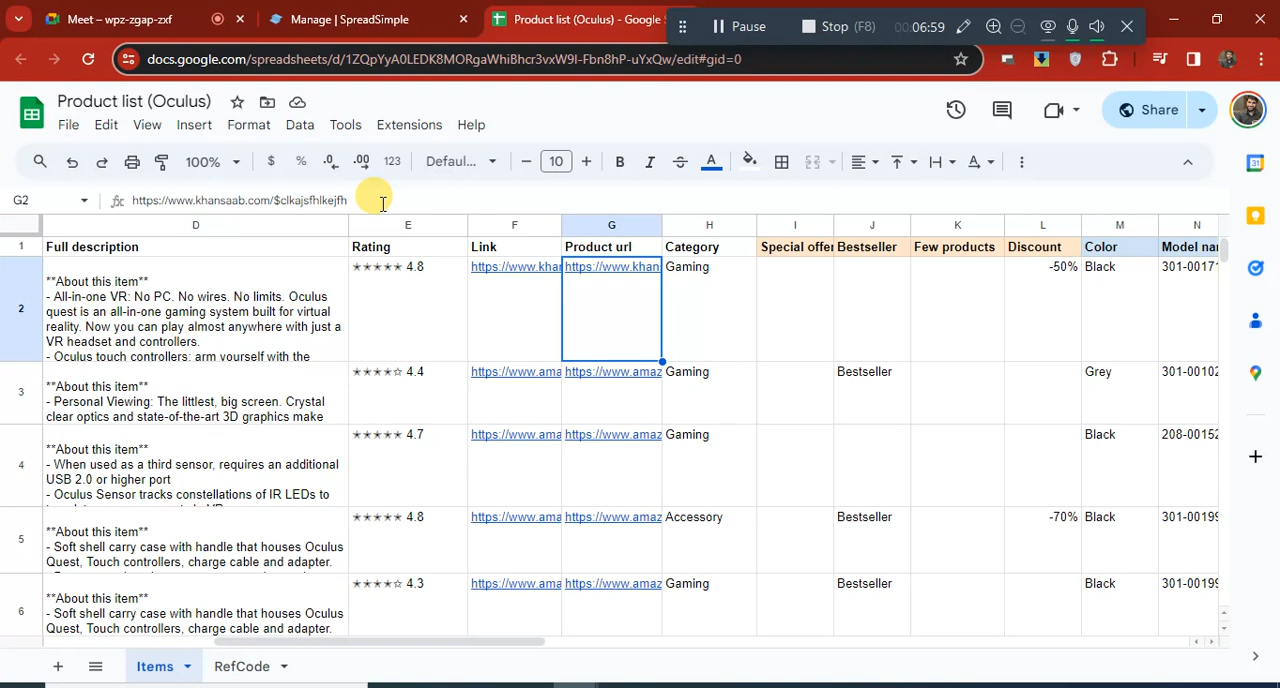 Meet – wpz-zgap-zxf
Manage | SpreadSimple
Product list (Oculus) - Google
Pause
Stop (F8)
00:06:59
docs.google.com/spreadsheets/d/1ZQpYyA0LEDK8MORgaWhiBhcr3vxW9I-Fbn8hP-uYxQw/edit#gid=0
Product list (Oculus)
File Edit View Insert Format Data Tools Extensions Help
Share
100% $ % .0 .00 123 Defaul... 10 B I A
G2 fx https://www.khansaab.com/$clkajsfhlkejfh
D E F G H I J K L M N
1 Full description Rating Link Product url Category Special offer Bestseller Few products Discount Color Model na
2 ★★★★★ 4.8 https://www.khan https://www.khan Gaming -50% Black 301-00171
**About this item**
- All-in-one VR: No PC. No wires. No limits. Oculus
quest is an all-in-one gaming system built for virtual
reality. Now you can play almost anywhere with just a
VR headset and controllers.
- Oculus touch controllers: arm yourself with the
3 ★★★★☆ 4.4 https://www.ama https://www.amaz Gaming Bestseller Grey 301-00102
**About this item**
- Personal Viewing: The littlest, big screen. Crystal
clear optics and state-of-the-art 3D graphics make
4 ★★★★★ 4.7 https://www.ama https://www.amaz Gaming Black 208-00152
**About this item**
- When used as a third sensor, requires an additional
USB 2.0 or higher port
- Oculus Sensor tracks constellations of IR LEDs to
5 ★★★★★ 4.8 https://www.ama https://www.amaz Accessory Bestseller -70% Black 301-00199
**About this item**
- Soft shell carry case with handle that houses Oculus
Quest, Touch controllers, charge cable and adapter.
6 ★★★★☆ 4.3 https://www.ama https://www.amaz Gaming Bestseller Black 301-00199
**About this item**
- Soft shell carry case with handle that houses Oculus
Quest, Touch controllers, charge cable and adapter.
Items RefCode